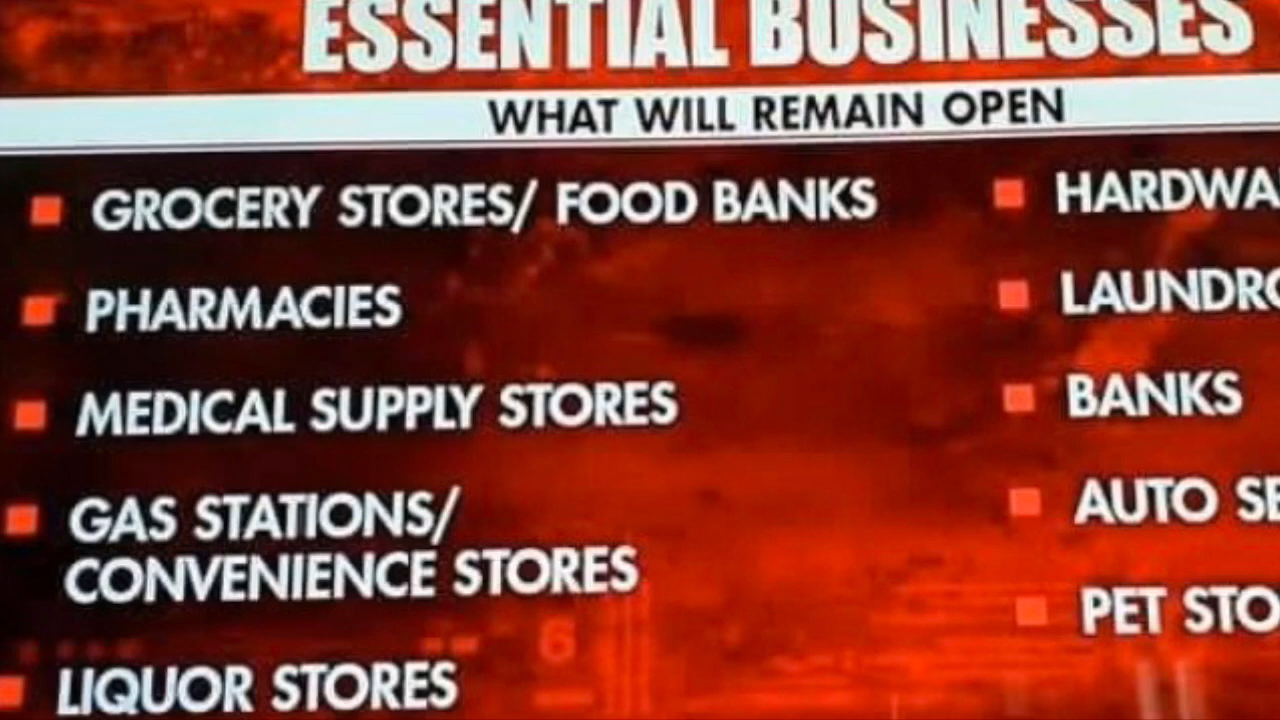 ESSENTIAL BUSINESSES
WHAT WILL REMAIN OPEN
GROCERY STORES/ FOOD BANKS
PHARMACIES
MEDICAL SUPPLY STORES
GAS STATIONS/
CONVENIENCE STORES
LIQUOR STORES
HARDWA
LAUNDRO
BANKS
AUTO SE
PET STO
6